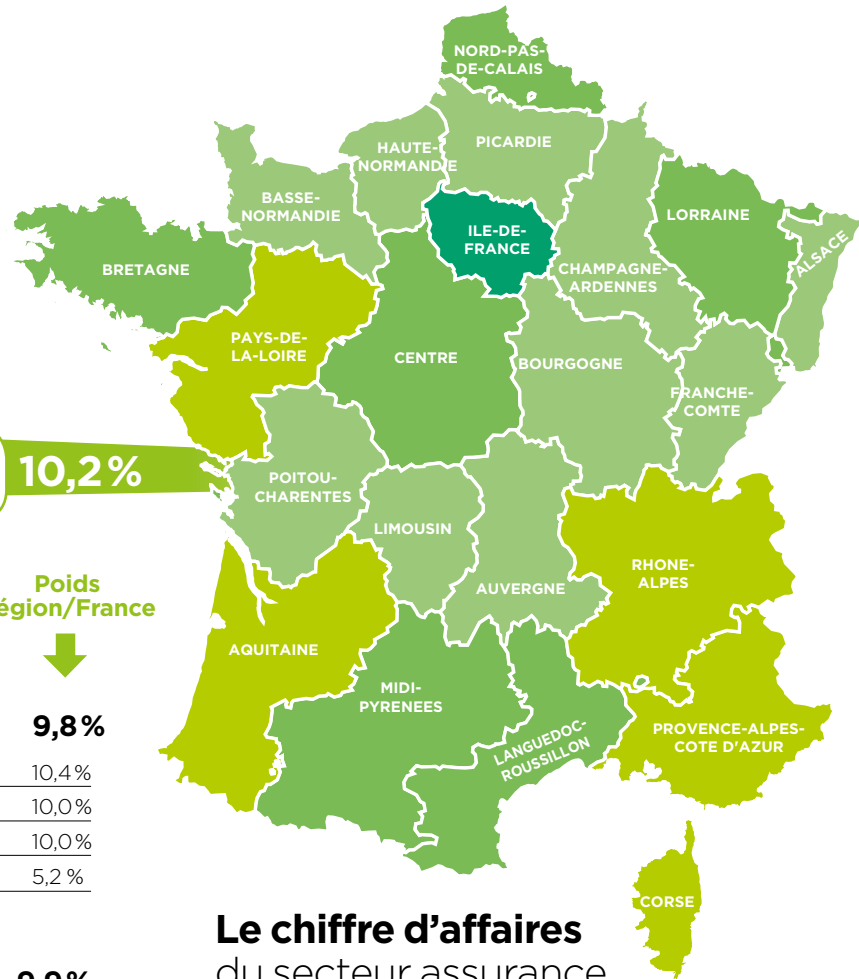 NORD-PAS-
DE-CALAIS
PICARDIE
HAUTE-
NORMANDIE
BASSE-
NORMANDIE
ILE-DE-
FRANCE
LORRAINE
ALSACE
CHAMPAGNE-
ARDENNES
BRETAGNE
PAYS-DE-
LA-LOIRE
CENTRE
BOURGOGNE
FRANCHE-
COMTE
10,2%
POITOU-
CHARENTES
LIMOUSIN
AUVERGNE
RHONE-
ALPES
Poids
égion/France
AQUITAINE
MIDI-
PYRENEES
LANGUEDOC-
ROUSSILLON
PROVENCE-ALPES-
COTE D'AZUR
CORSE
9,8%
10,4%
10,0%
10,0%
5,2 %
Le chiffre d'affaires
du secteur assurance